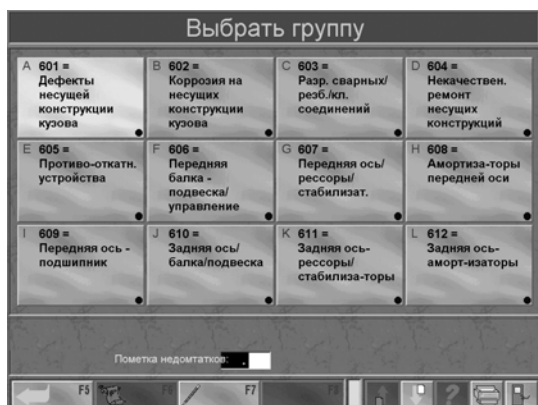 Выбрать группу
A 601 =
Дефекты
несущей
конструкции
кузова
B 602 =
Коррозия на
несущих
конструкции
кузова
C 603 =
Разр. сварных/
резб./кл.
соединений
D 604 =
Некачествен.
ремонт
несущих
конструкций
E 605 =
Противо-откатн.
устройства
F 606 =
Передняя
балка -
подвеска/
управление
G 607 =
Передняя ось/
рессоры/
стабилизат.
H 608 =
Амортиза-торы
передней оси
I 609 =
Передняя ось -
подшипник
J 610 =
Задняя ось/
балка/подвеска
K 611 =
Задняя ось-
рессоры/
стабилиза-торы
L 612 =
Задняя ось-
аморт-изаторы
Пометка недомтатков:
F5 F6 F7 F8 ?